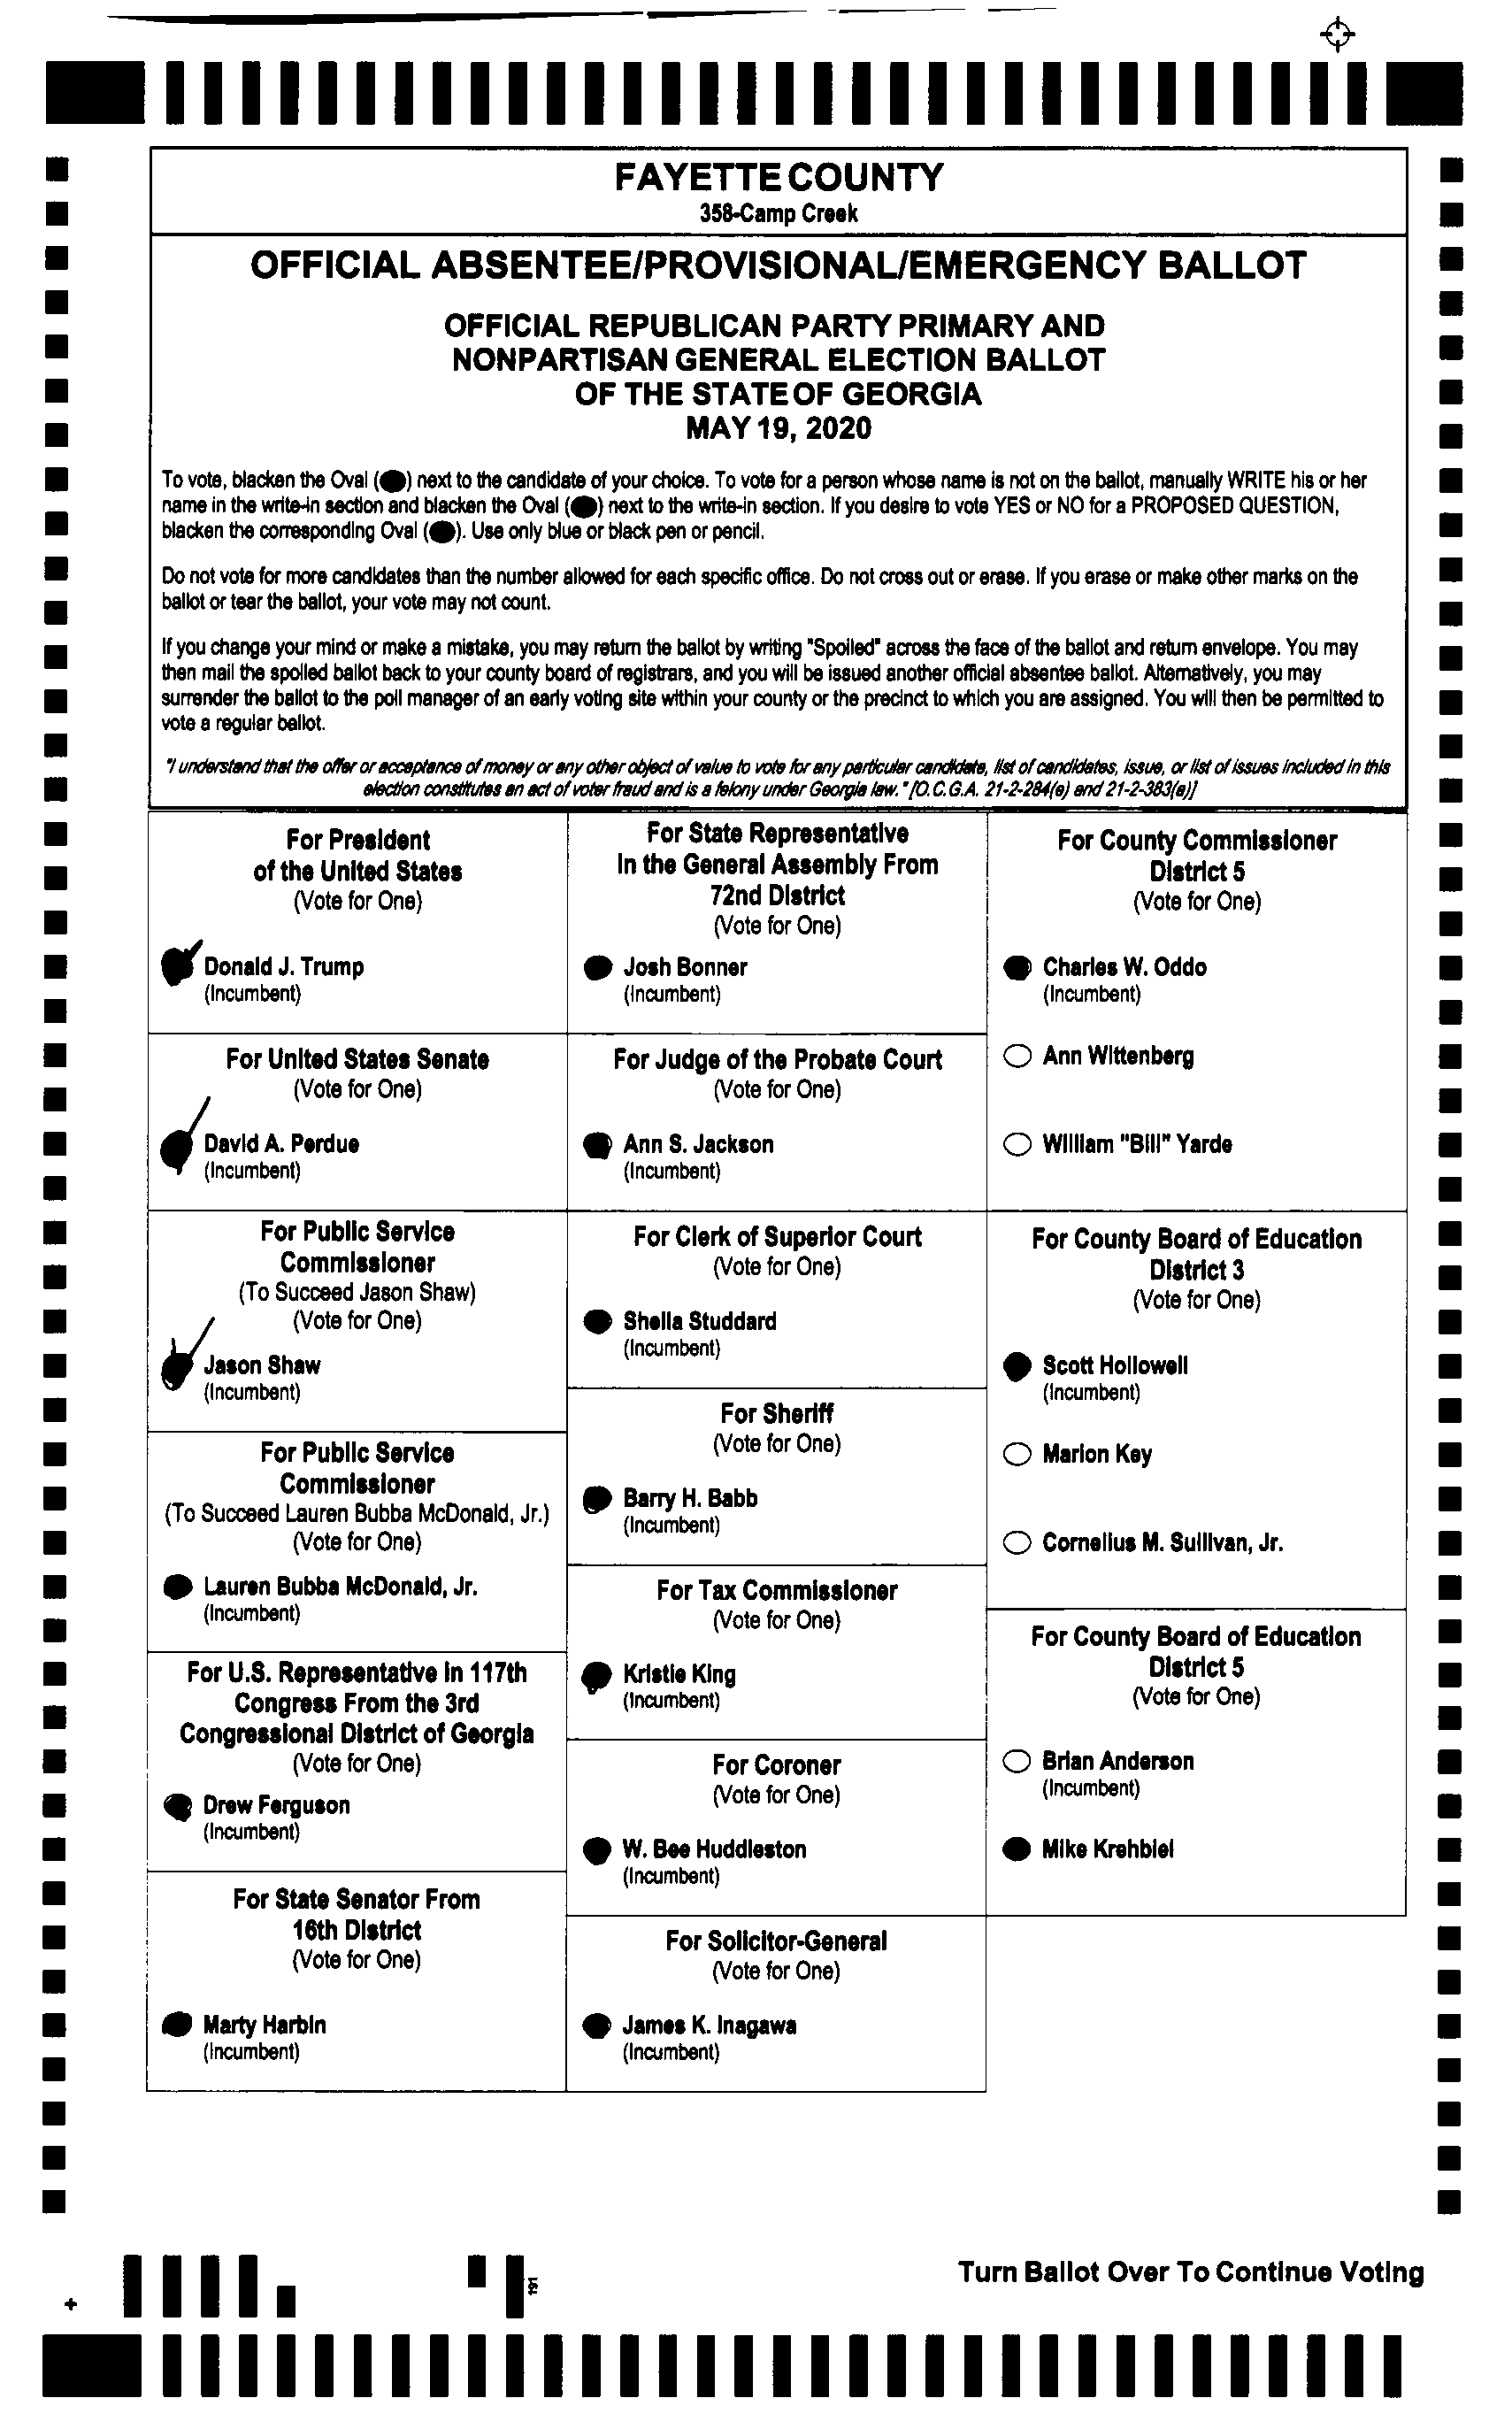 FAYETTE COUNTY
358-Camp Creek
OFFICIAL ABSENTEE/PROVISIONAL/EMERGENCY BALLOT
OFFICIAL REPUBLICAN PARTY PRIMARY AND
NONPARTISAN GENERAL ELECTION BALLOT
OF THE STATE OF GEORGIA
MAY 19, 2020
To vote, blacken the Oval ( ) next to the candidate of your choice. To vote for a person whose name is not on the ballot, manually WRITE his or her
name in the write-in section and blacken the Oval ( ) next to the write-in section. If you desire to vote YES or NO for a PROPOSED QUESTION,
blacken the corresponding Oval ( ). Use only blue or black pen or pencil.
Do not vote for more candidates than the number allowed for each specific office. Do not cross out or erase. If you erase or make other marks on the
ballot or tear the ballot, your vote may not count.
If you change your mind or make a mistake, you may return the ballot by writing "Spoiled" across the face of the ballot and return envelope. You may
then mail the spoiled ballot back to your county board of registrars, and you will be issued another official absentee ballot. Alternatively, you may
surrender the ballot to the poll manager of an early voting site within your county or the precinct to which you are assigned. You will then be permitted to
vote a regular ballot.
"I understand that the offer or acceptance of money or any other object of value to vote for any particular candidate, list of candidates, issue, or list of issues included in this
election constitutes an act of voter fraud and is a felony under Georgia law." [O.C.G.A. 21-2-284(e) and 21-2-383(a)]
For President
of the United States
(Vote for One)
Donald J. Trump
(Incumbent)
For United States Senate
(Vote for One)
David A. Perdue
(Incumbent)
For Public Service
Commissioner
(To Succeed Jason Shaw)
(Vote for One)
Jason Shaw
(Incumbent)
For Public Service
Commissioner
(To Succeed Lauren Bubba McDonald, Jr.)
(Vote for One)
Lauren Bubba McDonald, Jr.
(Incumbent)
For U.S. Representative in 117th
Congress From the 3rd
Congressional District of Georgia
(Vote for One)
Drew Ferguson
(Incumbent)
For State Senator From
16th District
(Vote for One)
Marty Harbin
(Incumbent)
For State Representative
In the General Assembly From
72nd District
(Vote for One)
Josh Bonner
(Incumbent)
For Judge of the Probate Court
(Vote for One)
Ann S. Jackson
(Incumbent)
For Clerk of Superior Court
(Vote for One)
Sheila Studdard
(Incumbent)
For Sheriff
(Vote for One)
Barry H. Babb
(Incumbent)
For Tax Commissioner
(Vote for One)
Kristie King
(Incumbent)
For Coroner
(Vote for One)
W. Bee Huddleston
(Incumbent)
For Solicitor-General
(Vote for One)
James K. Inagawa
(Incumbent)
For County Commissioner
District 5
(Vote for One)
Charles W. Oddo
(Incumbent)
Ann Wittenberg
William "Bill" Yarde
For County Board of Education
District 3
(Vote for One)
Scott Hollowell
(Incumbent)
Marion Key
Cornelius M. Sullivan, Jr.
For County Board of Education
District 5
(Vote for One)
Brian Anderson
(Incumbent)
Mike Krehbiel
191
Turn Ballot Over To Continue Voting